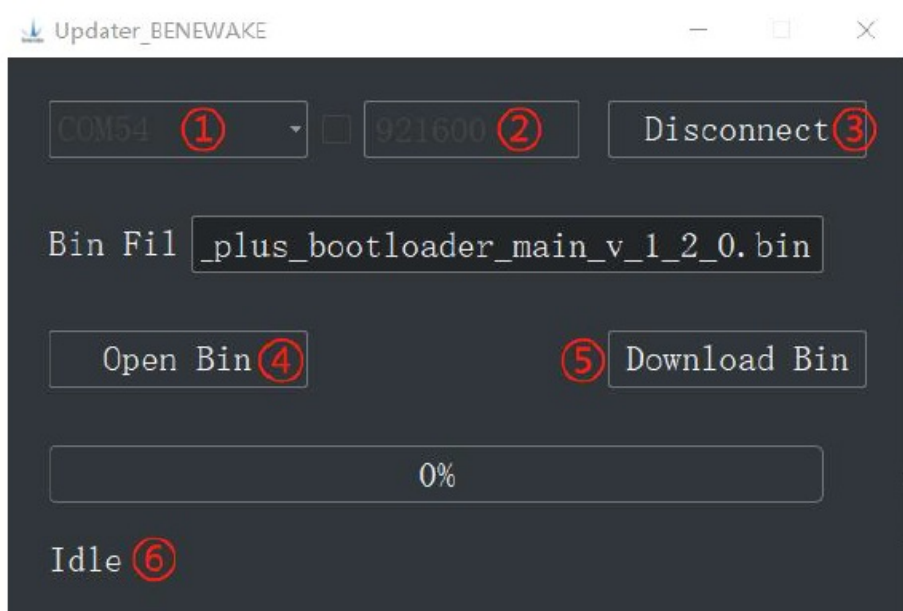 Updater_BENEWAKE
COM54 ① 921600 ② Disconnect ③
Bin Fil _plus_bootloader_main_v_1_2_0.bin
Open Bin ④ ⑤ Download Bin
0%
Idle ⑥